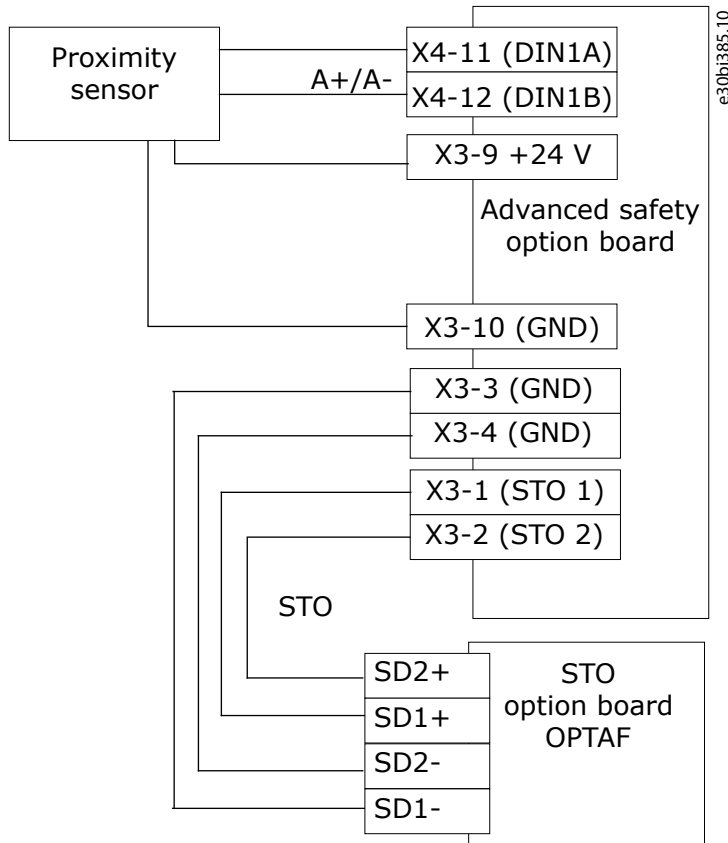 e30bi385.10
Proximity
sensor
A+/A-
X4-11 (DIN1A)
X4-12 (DIN1B)
X3-9 +24 V
Advanced safety
option board
X3-10 (GND)
X3-3 (GND)
X3-4 (GND)
X3-1 (STO 1)
X3-2 (STO 2)
STO
SD2+
SD1+
SD2-
SD1-
STO
option board
OPTAF